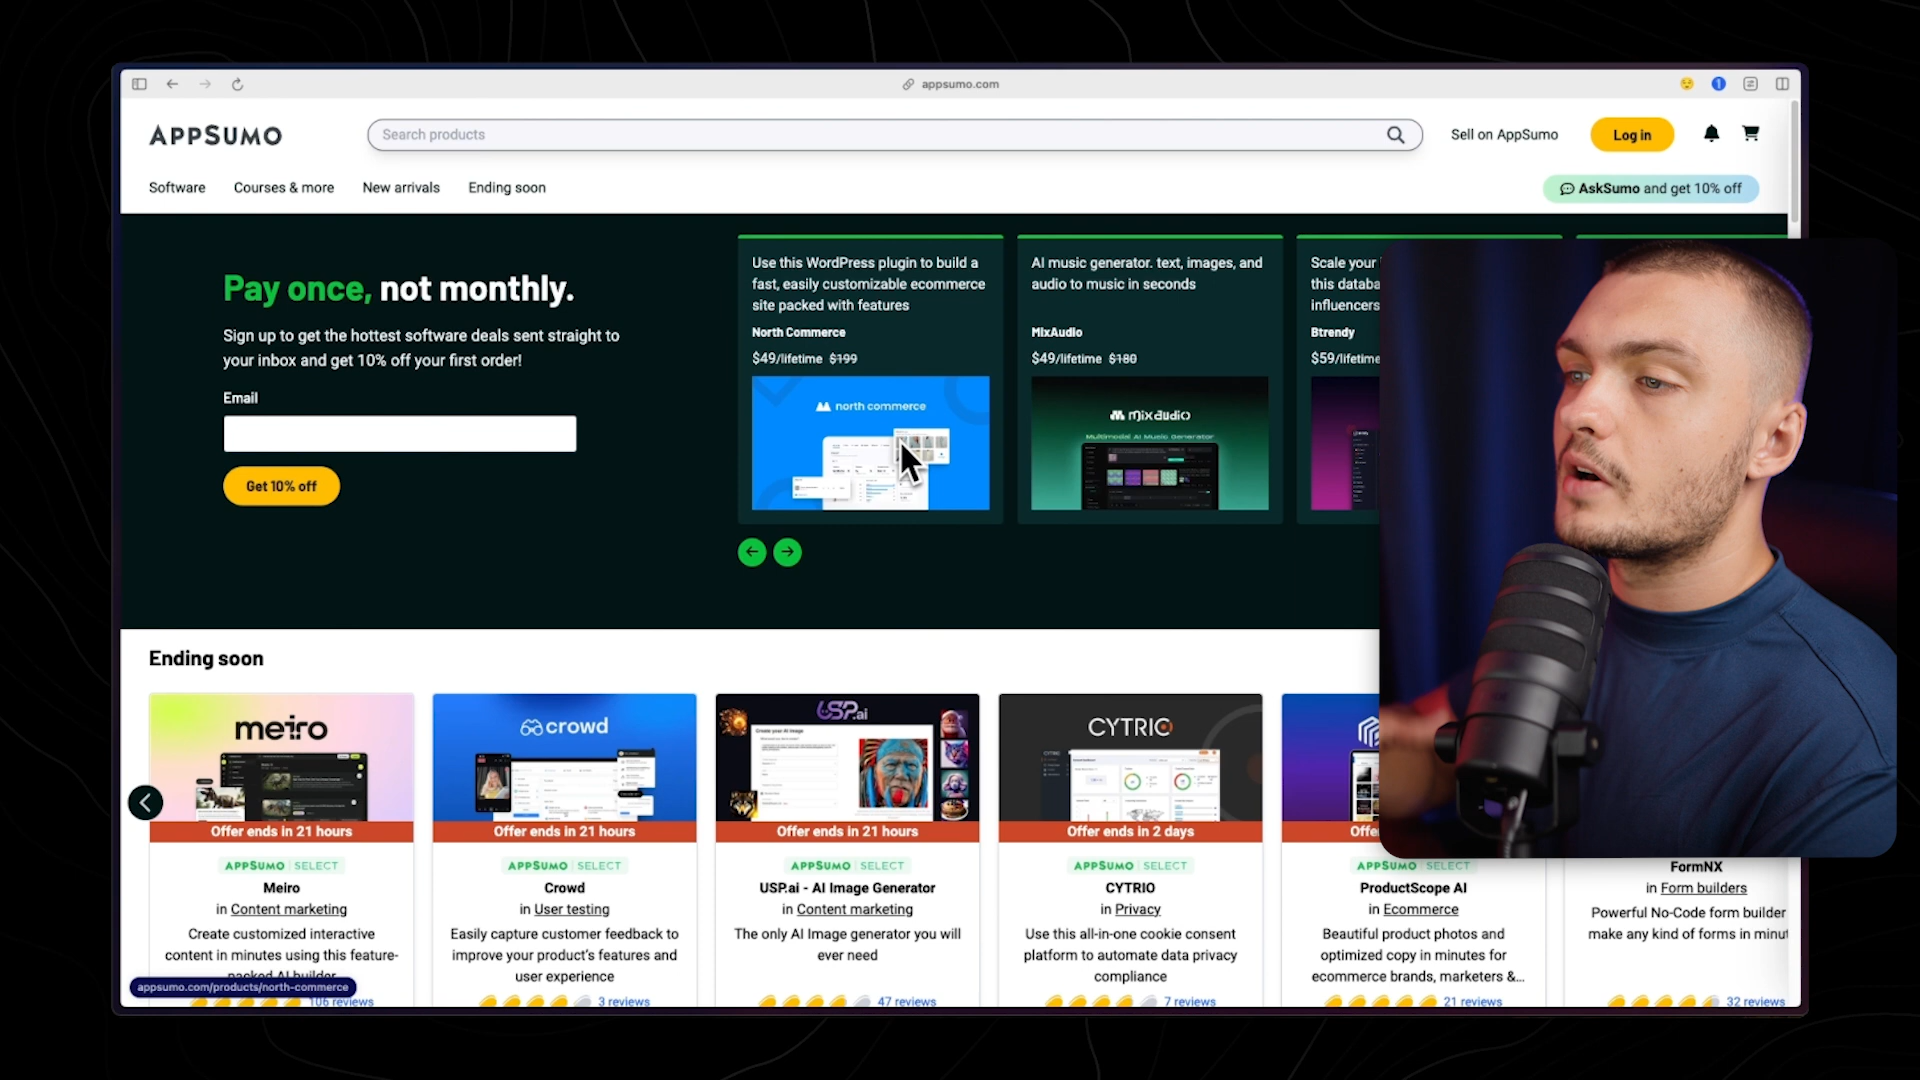 appsumo.com
APPSUMO
Search products
Sell on AppSumo
Log in
Software
Courses & more
New arrivals
Ending soon
AskSumo and get 10% off
Pay once, not monthly.
Sign up to get the hottest software deals sent straight to
your inbox and get 10% off your first order!
Email
Get 10% off
Use this WordPress plugin to build a
fast, easily customizable ecommerce
site packed with features
North Commerce
$49/lifetime $199
north commerce
AI music generator. text, images, and
audio to music in seconds
MixAudio
$49/lifetime $180
mixaudio
Multimodal AI Music Generator
Scale your
this databa
influencers
Btrendy
$59/lifetime
Ending soon
meiro
Offer ends in 21 hours
APPSUMO SELECT
Meiro
in Content marketing
Create customized interactive
content in minutes using this feature-
packed AI builder
106 reviews
crowd
Offer ends in 21 hours
APPSUMO SELECT
Crowd
in User testing
Easily capture customer feedback to
improve your product's features and
user experience
3 reviews
USP.ai
Create your AI image
Offer ends in 21 hours
APPSUMO SELECT
USP.ai - AI Image Generator
in Content marketing
The only AI Image generator you will
ever need
47 reviews
CYTRIO
Offer ends in 2 days
APPSUMO SELECT
CYTRIO
in Privacy
Use this all-in-one cookie consent
platform to automate data privacy
compliance
7 reviews
Offe
APPSUMO SELECT
ProductScope AI
in Ecommerce
Beautiful product photos and
optimized copy in minutes for
ecommerce brands, marketers &...
21 reviews
FormNX
in Form builders
Powerful No-Code form builder
make any kind of forms in minut
32 reviews
appsumo.com/products/north-commerce